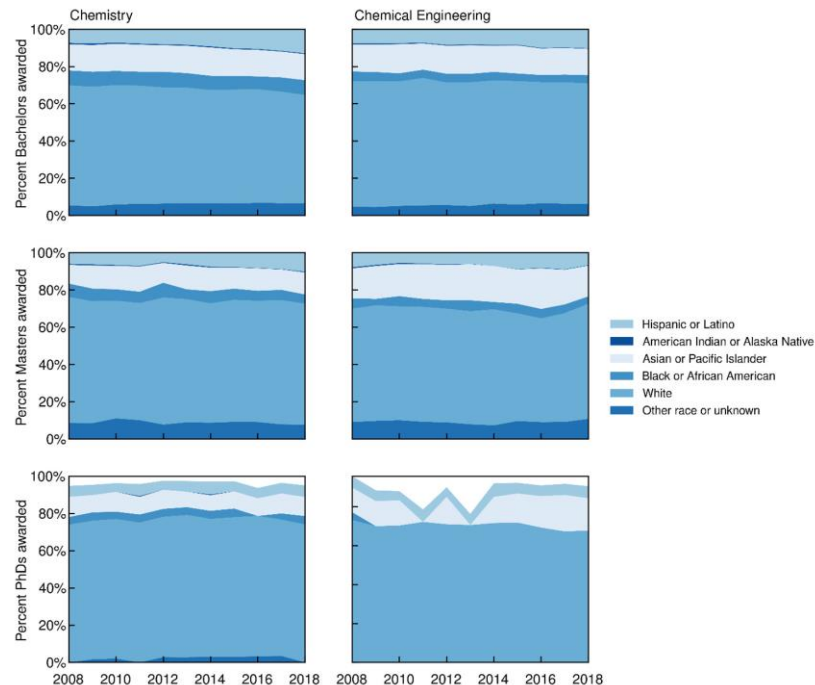 Chemistry
Chemical Engineering
Percent Bachelors awarded
100%
80%
60%
40%
20%
0%
Percent Masters awarded
100%
80%
60%
40%
20%
0%
Hispanic or Latino
American Indian or Alaska Native
Asian or Pacific Islander
Black or African American
White
Other race or unknown
Percent PhDs awarded
100%
80%
60%
40%
20%
0%
2008 2010 2012 2014 2016 2018
2008 2010 2012 2014 2016 2018